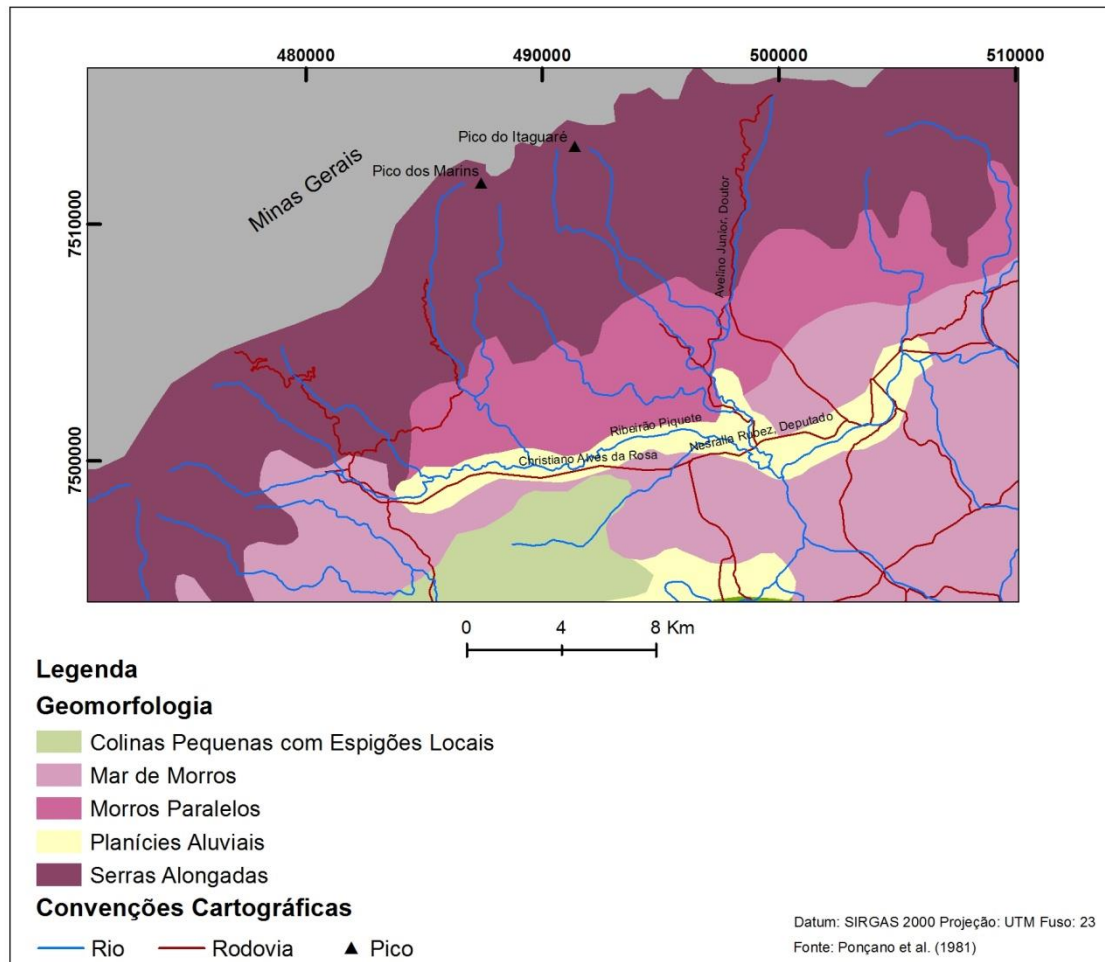 480000 490000 500000 510000
Pico do Itaguaré
Pico dos Marins
Minas Gerais
7510000
Avelino Junior, Doutor
7500000
Ribeirão Piquete
Nesralla Rubez, Deputado
Christiano Alves da Rosa
0 4 8 Km
Legenda
Geomorfologia
Colinas Pequenas com Espigões Locais
Mar de Morros
Morros Paralelos
Planícies Aluviais
Serras Alongadas
Convenções Cartográficas
Rio Rodovia Pico
Datum: SIRGAS 2000 Projeção: UTM Fuso: 23
Fonte: Ponçano et al. (1981)